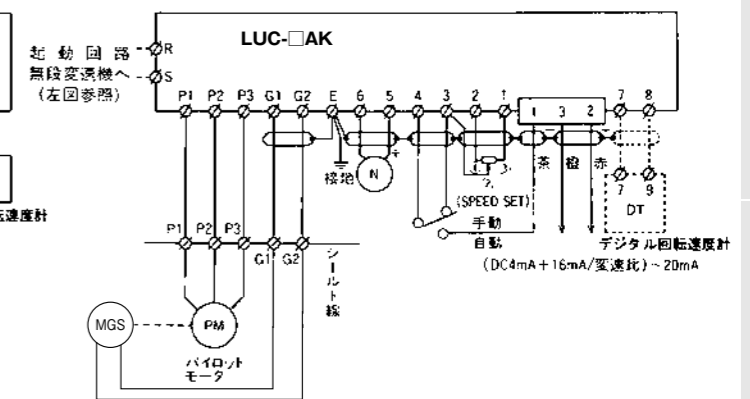 LUC-□AK
起動回路
無段変速機へ
(左図参照)
R
S
P1 P2 P3 G1 G2 E 6 5 4 3 2 1 1 3 2 7 8
茶 橙 赤
接地
N
+
(SPEED SET)
手動
自動
7 9
DT
転速度計
デジタル回転速度計
(DC4mA+16mA/変速比)~20mA
P1 P2 P3 G1 G2
シールド線
MGS
PM
パイロット
モータ